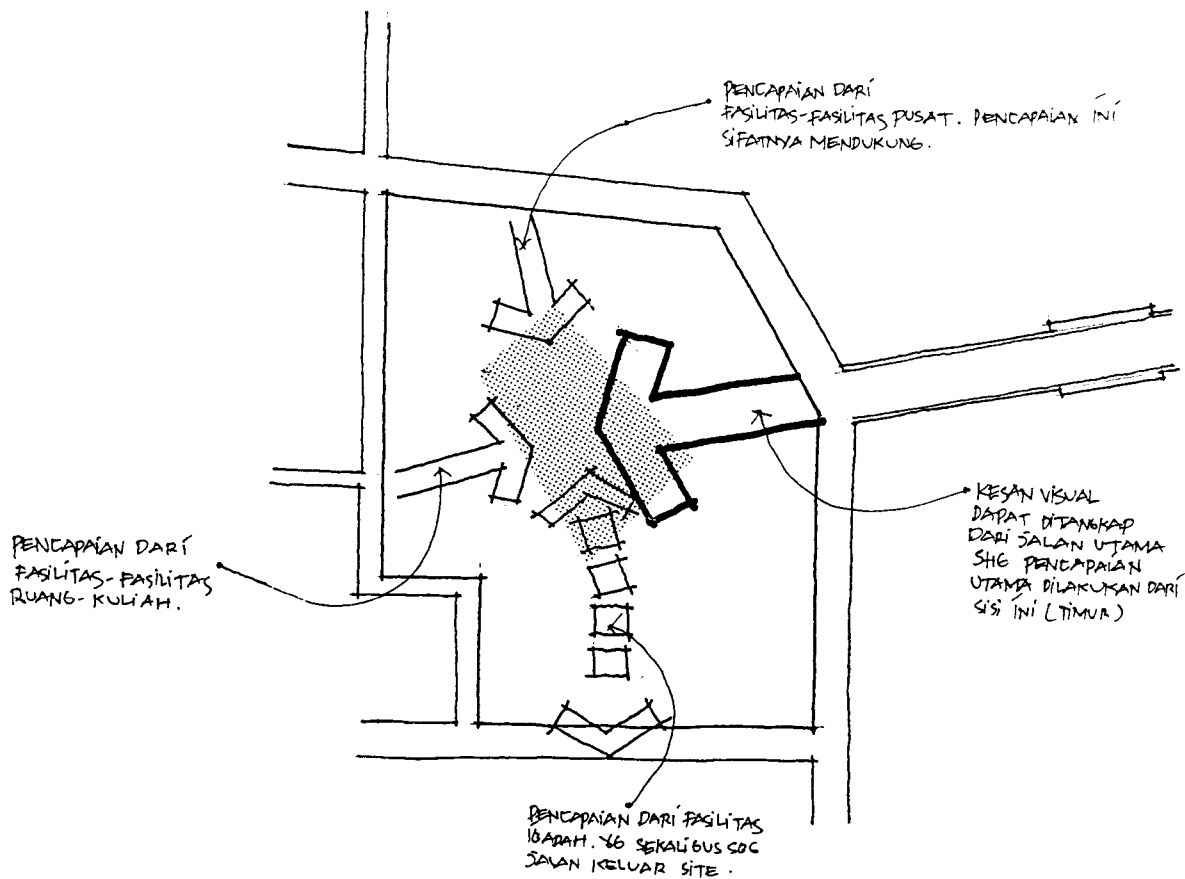 PENCAPAIAN DARI
FASILITAS-FASILITAS PUSAT. PENCAPAIAN INI
SIFATNYA MENDUKUNG.
KESAN VISUAL
DAPAT DITANGKAP
DARI JALAN UTAMA
SHG PENCAPAIAN
UTAMA DILAKUKAN DARI
SISI INI (TIMUR)
PENCAPAIAN DARI
FASILITAS-FASILITAS
RUANG-KULIAH.
PENCAPAIAN DARI FASILITAS
IBADAH. YG SEKALIGUS SBG
JALAN KELUAR SITE.